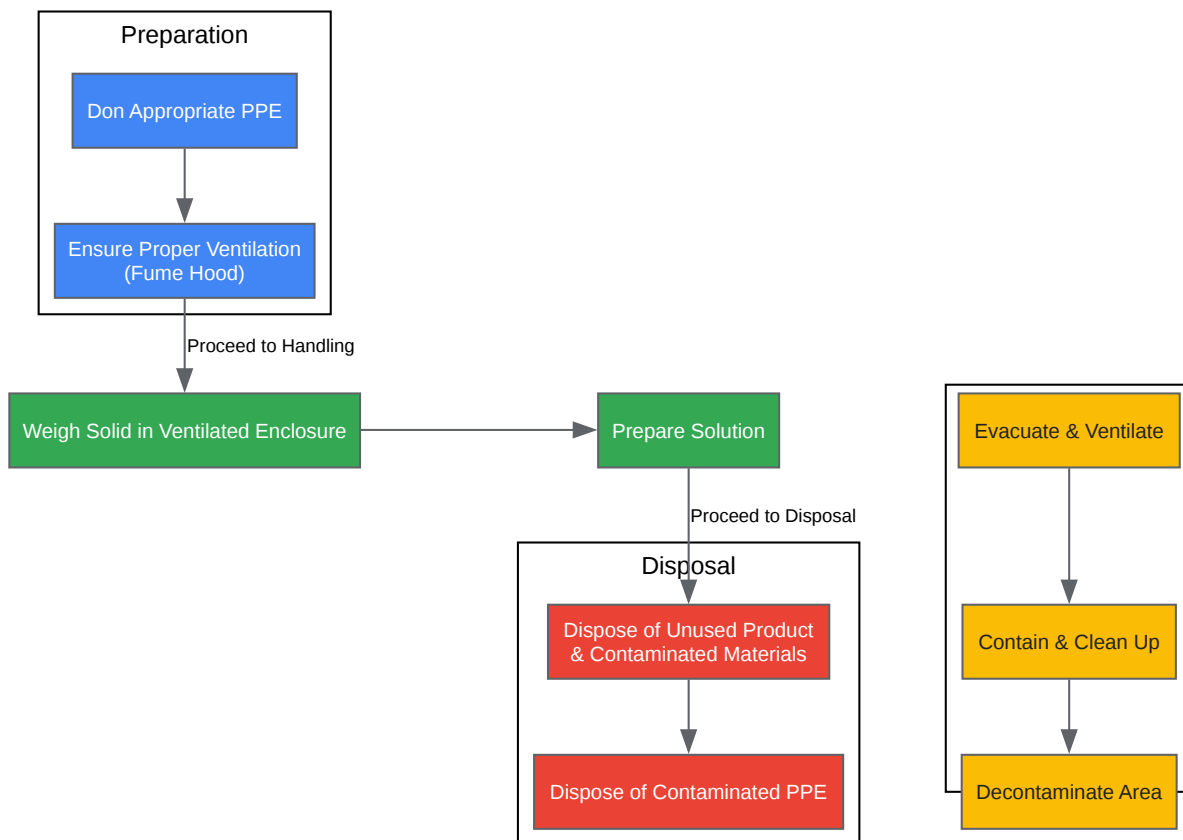 Preparation
Don Appropriate PPE
Ensure Proper Ventilation
(Fume Hood)
Proceed to Handling
Weigh Solid in Ventilated Enclosure
Prepare Solution
Proceed to Disposal
Disposal
Dispose of Unused Product
& Contaminated Materials
Dispose of Contaminated PPE
Evacuate & Ventilate
Contain & Clean Up
Decontaminate Area